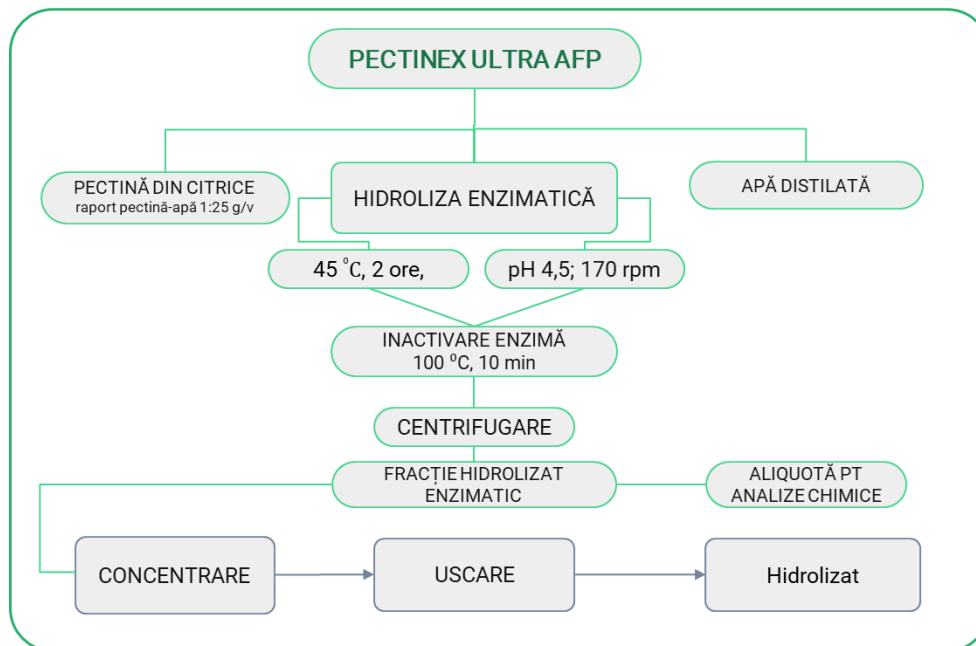 PECTINEX ULTRA AFP
PECTINĂ DIN CITRICE
raport pectină-apă 1:25 g/v
HIDROLIZA ENZIMATICĂ
APĂ DISTILATĂ
45 °C, 2 ore,
pH 4,5; 170 rpm
INACTIVARE ENZIMĂ
100 °C, 10 min
CENTRIFUGARE
FRACȚIE HIDROLIZAT
ENZIMATIC
ALIQUOTĂ PT
ANALIZE CHIMICE
CONCENTRARE
USCARE
Hidrolizat